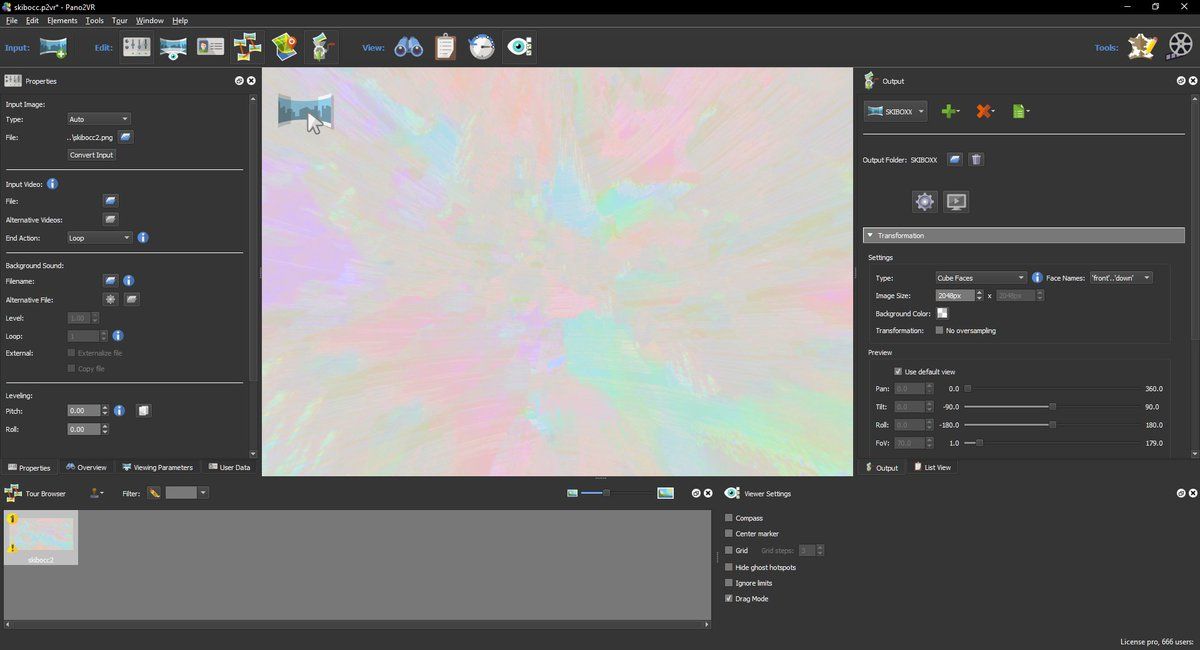 skibocc.p2vr* - Pano2VR
File Edit Elements Tools Tour Window Help
Input: Edit: View: Tools:
Properties
Input Image:
Type: Auto
File: ..\skibocc2.png
Convert Input
Input Video:
File:
Alternative Videos:
End Action: Loop
Background Sound:
Filename:
Alternative File:
Level: 1.00
Loop: 1
External: Externalize file
Copy file
Leveling:
Pitch: 0.00
Roll: 0.00
Properties Overview Viewing Parameters User Data
Output
SKIBOXX
Output Folder: SKIBOXX
Transformation
Settings
Type: Cube Faces Face Names: 'front'..'down'
Image Size: 2048px x 2048px
Background Color:
Transformation: No oversampling
Preview
Use default view
Pan: 0.0 0.0 360.0
Tilt: 0.0 -90.0 90.0
Roll: 0.0 -180.0 180.0
FoV: 70.0 1.0 179.0
Output List View
Tour Browser Filter:
1
!
skibocc2
Viewer Settings
Compass
Center marker
Grid Grid steps: 3
Hide ghost hotspots
Ignore limits
Drag Mode
License pro, 666 users: